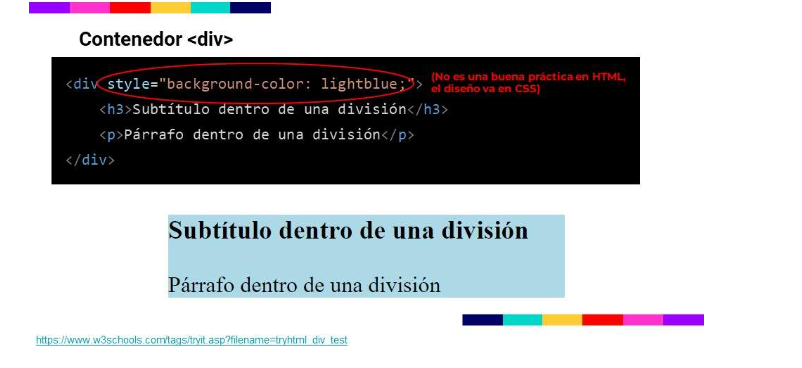 Contenedor <div>
<div style="background-color: lightblue;"> (No es una buena práctica en HTML,
el diseño va en CSS)
<h3>Subtítulo dentro de una división</h3>
<p>Párrafo dentro de una división</p>
</div>
Subtítulo dentro de una división
Párrafo dentro de una división
https://www.w3schools.com/tags/tryit.asp?filename=tryhtml_div_test